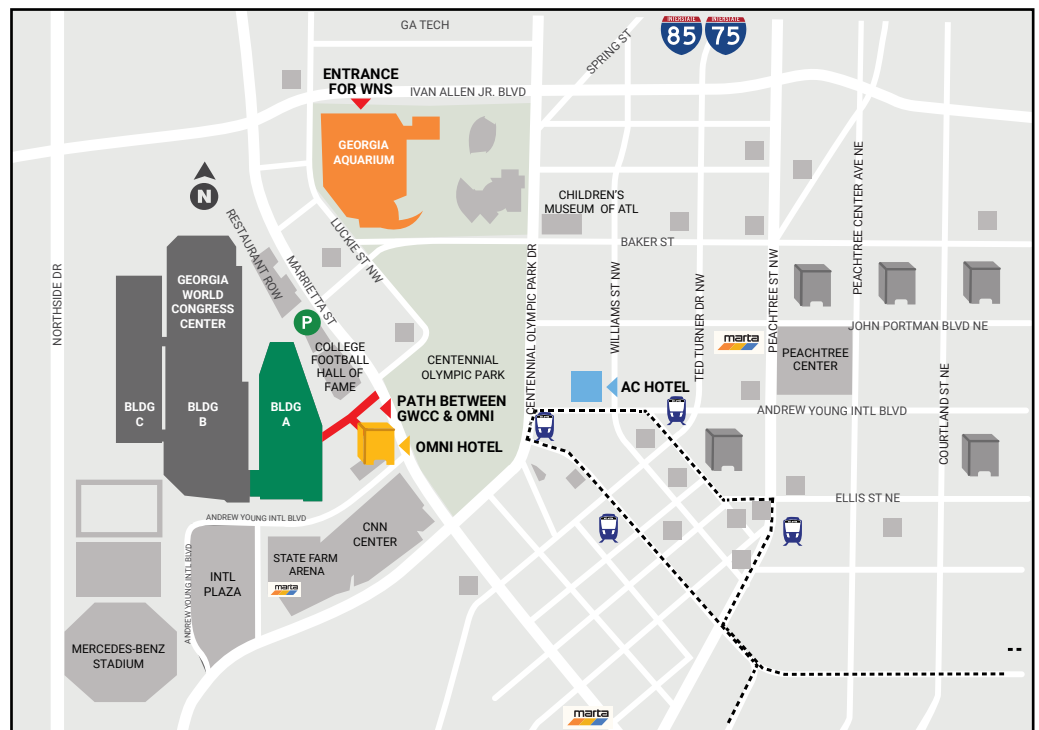 GA TECH
SPRING ST
INTERSTATE
85
INTERSTATE
75
ENTRANCE
FOR WNS
IVAN ALLEN JR. BLVD
GEORGIA
AQUARIUM
N
PEACHTREE CENTER AVE NE
CHILDREN'S
MUSEUM OF ATL
RESTAURANT ROW
LUCKIE ST NW
MARRIETTA ST
BAKER ST
NORTHSIDE DR
GEORGIA
WORLD
CONGRESS
CENTER
CENTENNIAL OLYMPIC PARK DR
WILLIAMS ST NW
TED TURNER DR NW
PEACHTREE ST NW
P
JOHN PORTMAN BLVD NE
marta
COLLEGE
FOOTBALL
HALL OF
FAME
CENTENNIAL
OLYMPIC PARK
PEACHTREE
CENTER
AC HOTEL
BLDG
C
BLDG
B
BLDG
A
PATH BETWEEN
GWCC & OMNI
ANDREW YOUNG INTL BLVD
COURTLAND ST NE
OMNI HOTEL
ELLIS ST NE
ANDREW YOUNG INTL BLVD
CNN
CENTER
STATE FARM
ARENA
marta
INTL
PLAZA
ANDREW YOUNG INTL BLVD
MERCEDES-BENZ
STADIUM
marta